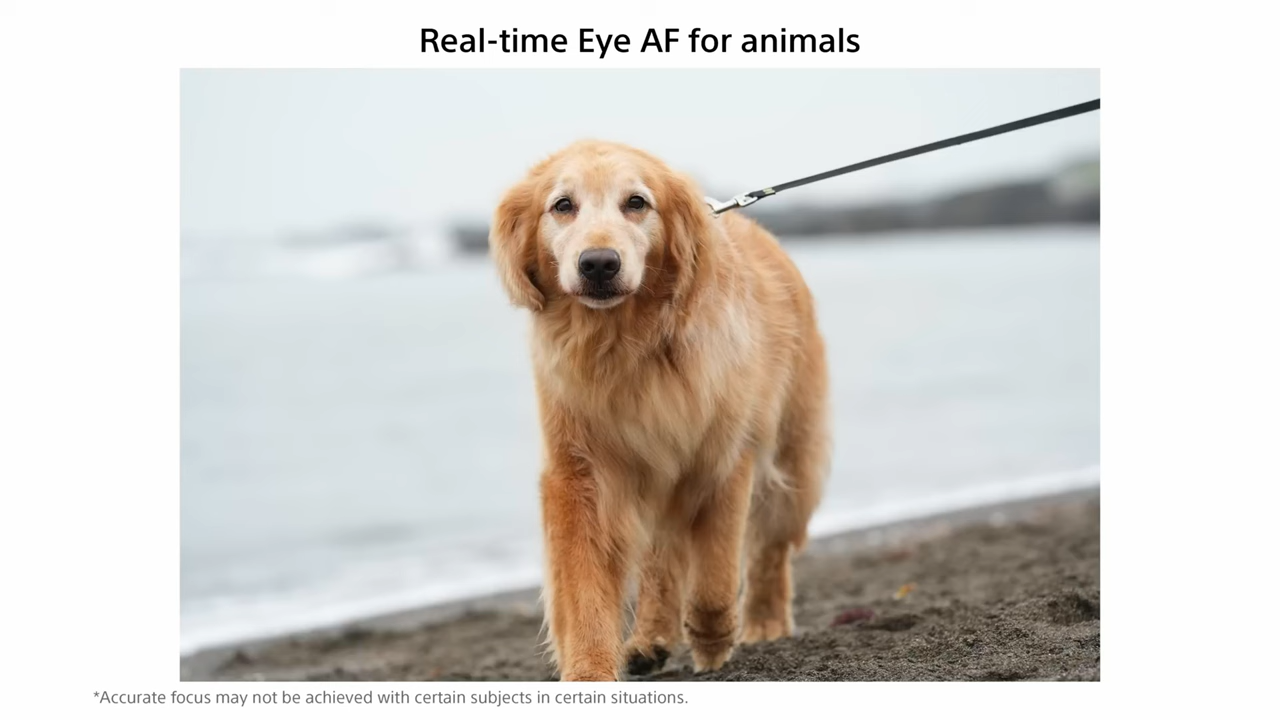 Real-time Eye AF for animals
*Accurate focus may not be achieved with certain subjects in certain situations.